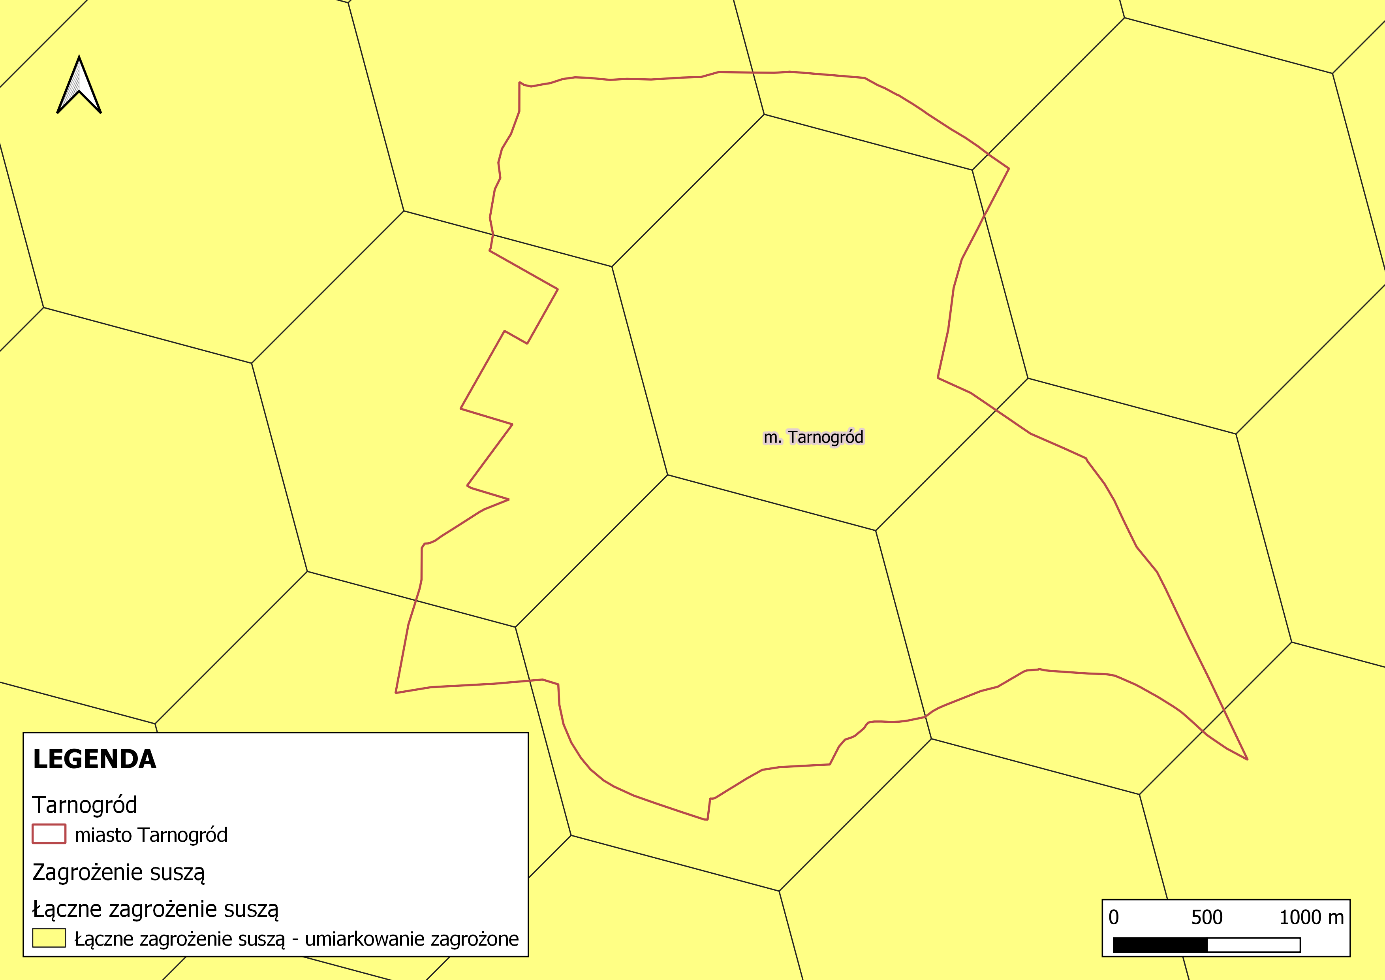 m. Tarnogród
LEGENDA
Tarnogród
miasto Tarnogród
Zagrożenie suszą
Łączne zagrożenie suszą
Łączne zagrożenie suszą - umiarkowanie zagrożone
0 500 1000 m